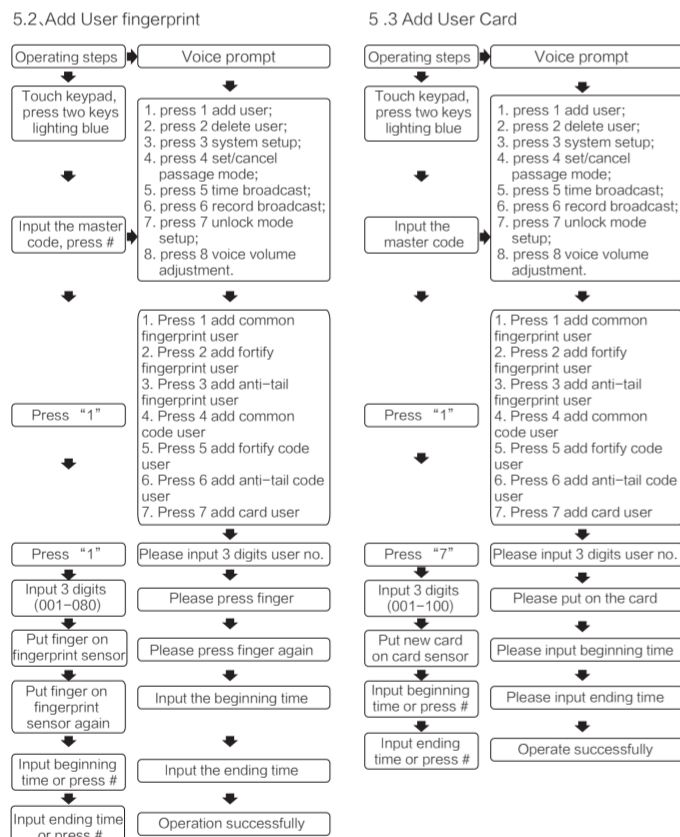 5.2、Add User fingerprint
Operating steps
Voice prompt
Touch keypad,
press two keys
lighting blue
Input the master
code, press #
1. press 1 add user;
2. press 2 delete user;
3. press 3 system setup;
4. press 4 set/cancel
passage mode;
5. press 5 time broadcast;
6. press 6 record broadcast;
7. press 7 unlock mode
setup;
8. press 8 voice volume
adjustment.
Press “1”
1. Press 1 add common
fingerprint user
2. Press 2 add fortify
fingerprint user
3. Press 3 add anti-tail
fingerprint user
4. Press 4 add common
code user
5. Press 5 add fortify code
user
6. Press 6 add anti-tail code
user
7. Press 7 add card user
Press “1”
Please input 3 digits user no.
Input 3 digits
(001-080)
Please press finger
Put finger on
fingerprint sensor
Please press finger again
Put finger on
fingerprint
sensor again
Input the beginning time
Input beginning
time or press #
Input the ending time
Input ending time
or press #
Operation successfully
5 .3 Add User Card
Operating steps
Voice prompt
Touch keypad,
press two keys
lighting blue
Input the
master code
1. press 1 add user;
2. press 2 delete user;
3. press 3 system setup;
4. press 4 set/cancel
passage mode;
5. press 5 time broadcast;
6. press 6 record broadcast;
7. press 7 unlock mode
setup;
8. press 8 voice volume
adjustment.
Press “1”
1. Press 1 add common
fingerprint user
2. Press 2 add fortify
fingerprint user
3. Press 3 add anti-tail
fingerprint user
4. Press 4 add common
code user
5. Press 5 add fortify code
user
6. Press 6 add anti-tail code
user
7. Press 7 add card user
Press “7”
Please input 3 digits user no.
Input 3 digits
(001-100)
Please put on the card
Put new card
on card sensor
Please input beginning time
Input beginning
time or press #
Please input ending time
Input ending
time or press #
Operate successfully